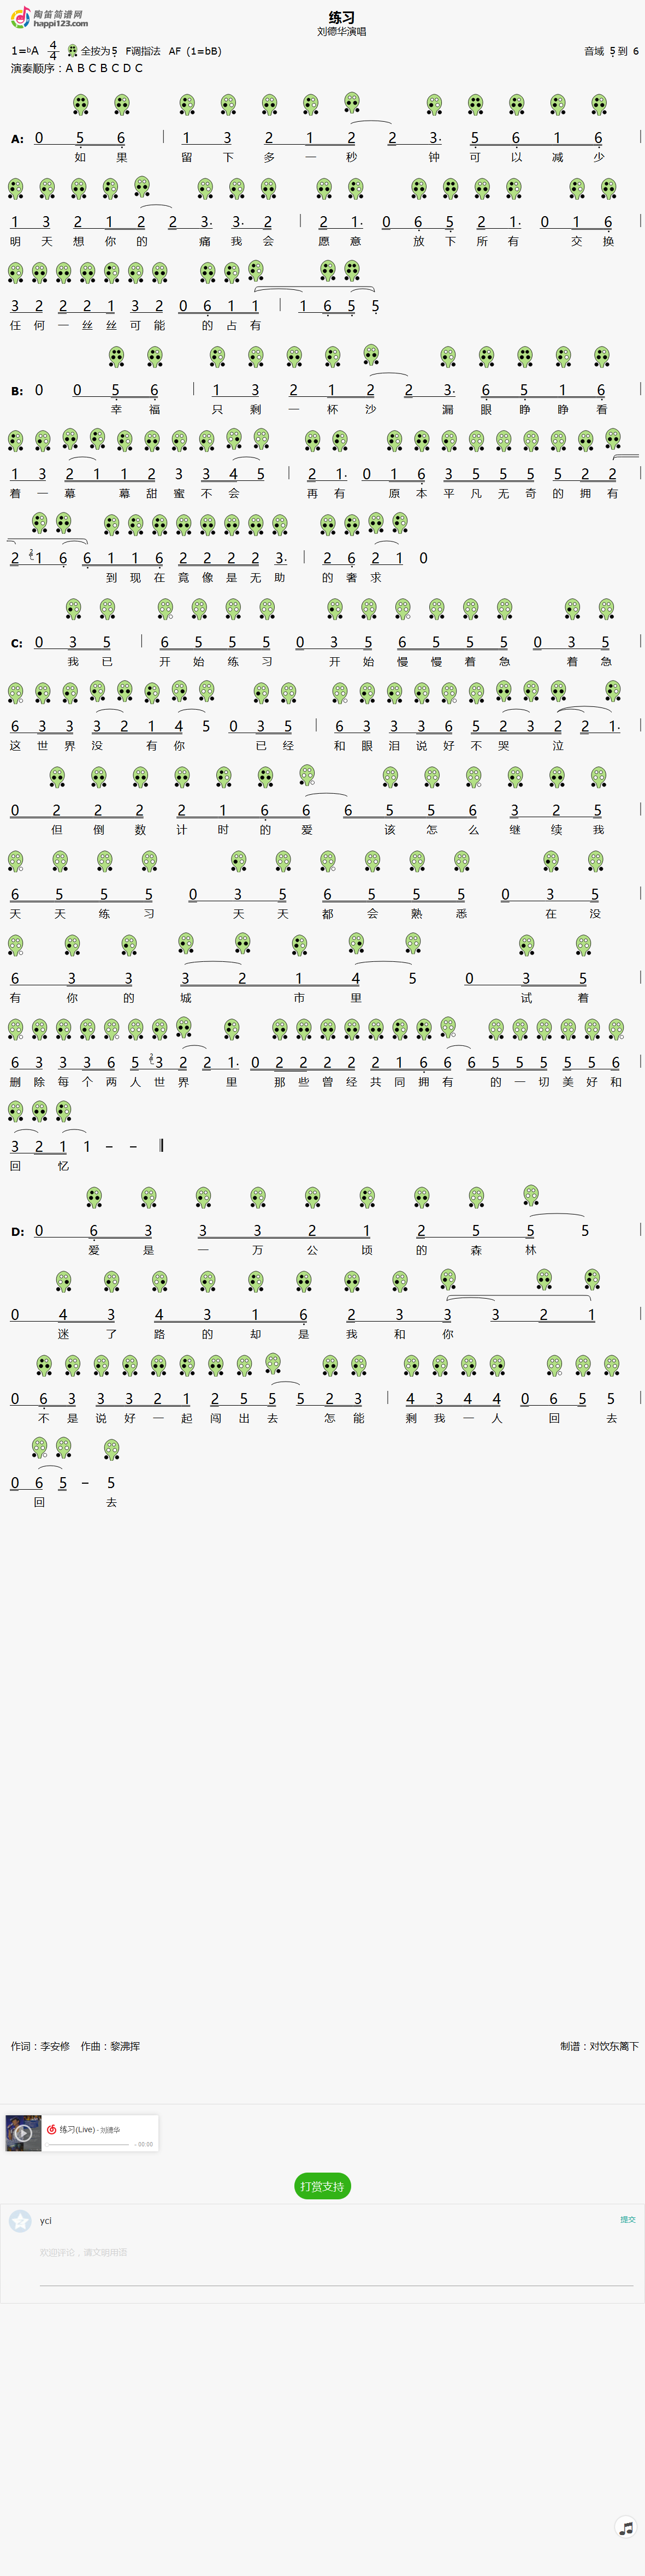 陶笛简谱网
happi123.com
练习
刘德华演唱
1=bA 4/4 全按为5 F调指法 AF (1=bB) 音域 5 到 6
演奏顺序：A B C B C D C
A: 0 5 6 | 1 3 2 1 2 2 3. 5 6 1 6 |
如 果 留 下 多 一 秒 钟 可 以 减 少
1 3 2 1 2 2 3. 3. 2 | 2 1. 0 6 5 2 1. 0 1 6 |
明 天 想 你 的 痛 我 会 愿 意 放 下 所 有 交 换
3 2 2 2 1 3 2 0 6 1 1 | 1 6 5 5
任 何 一 丝 丝 可 能 的 占 有
B: 0 0 5 6 | 1 3 2 1 2 2 3. 6 5 1 6 |
幸 福 只 剩 一 杯 沙 漏 眼 睁 睁 看
1 3 2 1 1 2 3 3 4 5 | 2 1. 0 1 6 3 5 5 5 5 2 2 |
着 一 幕 幕 甜 蜜 不 会 再 有 原 本 平 凡 无 奇 的 拥 有
2 2 1 6 6 1 1 6 2 2 2 2 3. | 2 6 2 1 0
到 现 在 竟 像 是 无 助 的 奢 求
C: 0 3 5 | 6 5 5 5 0 3 5 6 5 5 5 0 3 5 |
我 已 开 始 练 习 开 始 慢 慢 着 急 着 急
6 3 3 3 2 1 4 5 0 3 5 | 6 3 3 3 6 5 2 3 2 2 1. |
这 世 界 没 有 你 已 经 和 眼 泪 说 好 不 哭 泣
0 2 2 2 2 1 6 6 6 5 5 6 3 2 5 |
但 倒 数 计 时 的 爱 该 怎 么 继 续 我
6 5 5 5 0 3 5 6 5 5 5 0 3 5 |
天 天 练 习 天 天 都 会 熟 悉 在 没
6 3 3 3 2 1 4 5 0 3 5 |
有 你 的 城 市 里 试 着
6 3 3 3 6 5 2 3 2 2 1. 0 2 2 2 2 2 1 6 6 6 5 5 5 5 5 6 |
删 除 每 个 两 人 世 界 里 那 些 曾 经 共 同 拥 有 的 一 切 美 好 和
3 2 1 1 – – ‖
回 忆
D: 0 6 3 3 3 2 1 2 5 5 5 |
爱 是 一 万 公 顷 的 森 林
0 4 3 4 3 1 6 2 3 3 3 2 1 |
迷 了 路 的 却 是 我 和 你
0 6 3 3 3 2 1 2 5 5 5 2 3 | 4 3 4 4 0 6 5 5 |
不 是 说 好 一 起 闯 出 去 怎 能 剩 我 一 人 回 去
0 6 5 – 5
回 去
作词：李安修 作曲：黎沸挥 制谱：对饮东篱下
练习(Live) - 刘德华
- 00:00
打赏支持
yci 提交
欢迎评论，请文明用语